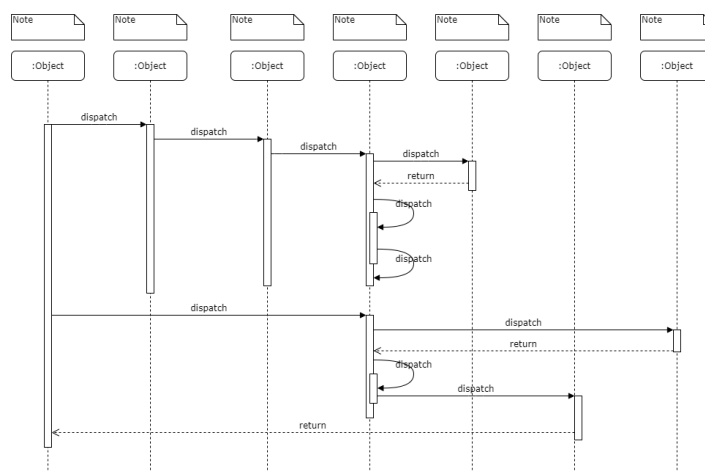 Note Note Note Note Note Note Note
:Object :Object :Object :Object :Object :Object :Object
dispatch
dispatch
dispatch
dispatch
return
dispatch
dispatch
dispatch
dispatch
return
dispatch
dispatch
return